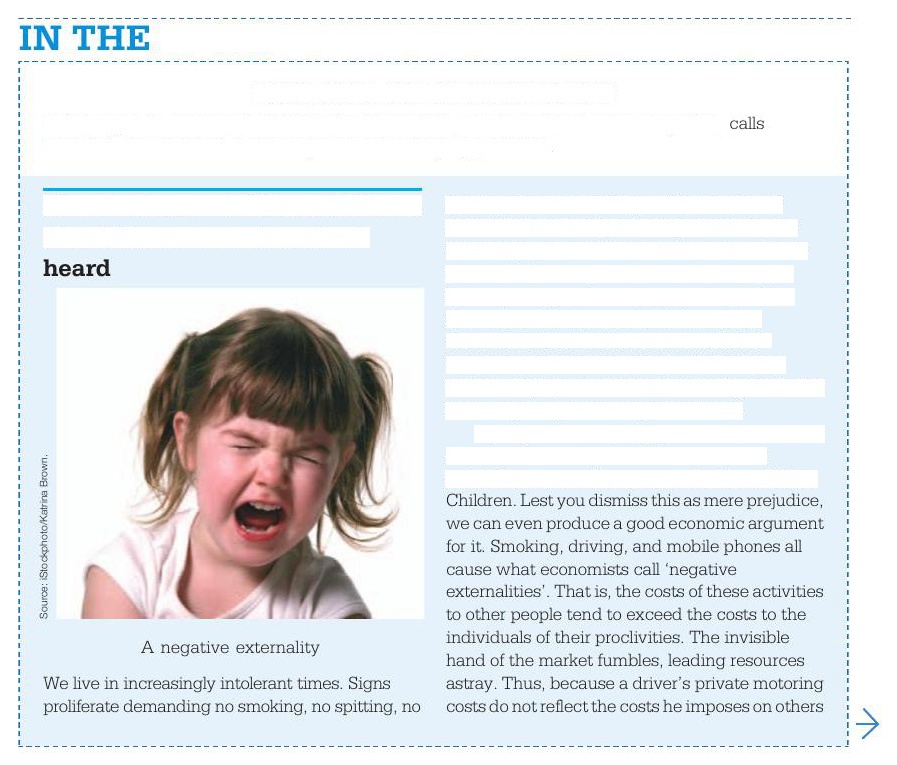 IN THE
calls
heard
Source: iStockphoto/Katrina Brown.
A negative externality
We live in increasingly intolerant times. Signs
proliferate demanding no smoking, no spitting, no
Children. Lest you dismiss this as mere prejudice,
we can even produce a good economic argument
for it. Smoking, driving, and mobile phones all
cause what economists call ‘negative
externalities’. That is, the costs of these activities
to other people tend to exceed the costs to the
individuals of their proclivities. The invisible
hand of the market fumbles, leading resources
astray. Thus, because a driver’s private motoring
costs do not reflect the costs he imposes on others